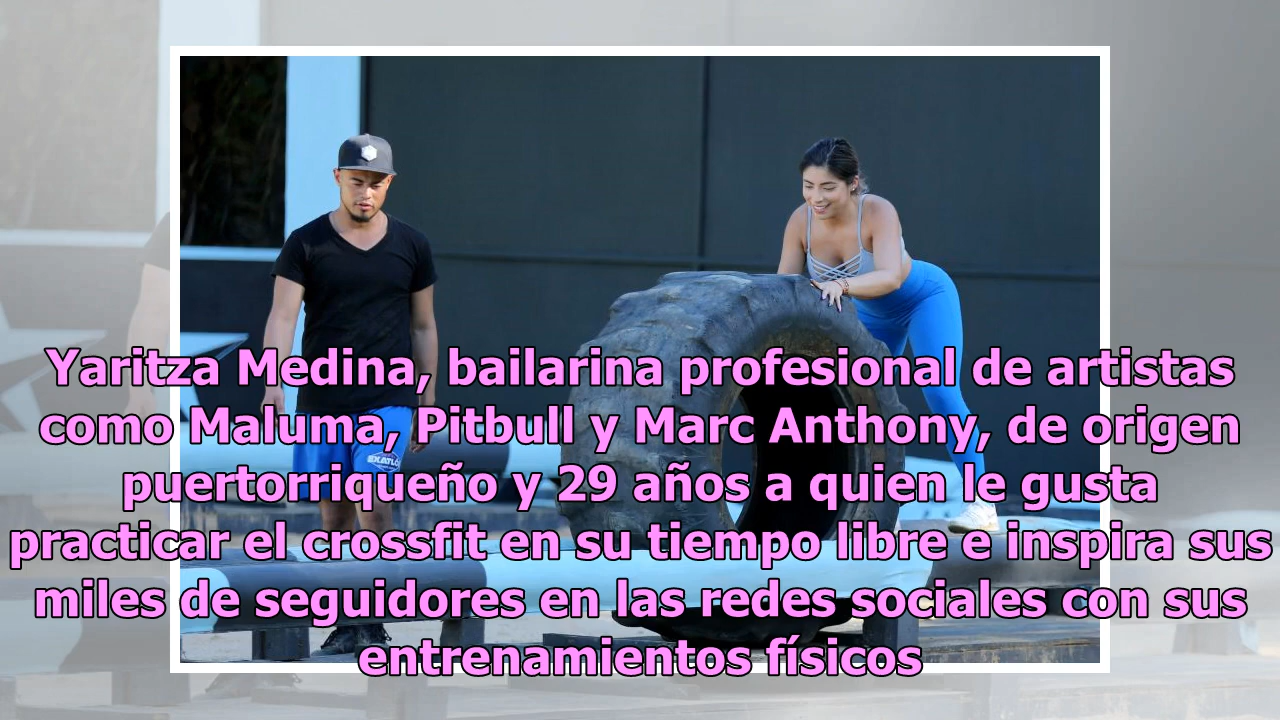 Yaritza Medina, bailarina profesional de artistas
como Maluma, Pitbull y Marc Anthony, de origen
puertorriqueño y 29 años a quien le gusta
practicar el crossfit en su tiempo libre e inspira sus
miles de seguidores en las redes sociales con sus
entrenamientos físicos
EXATLON